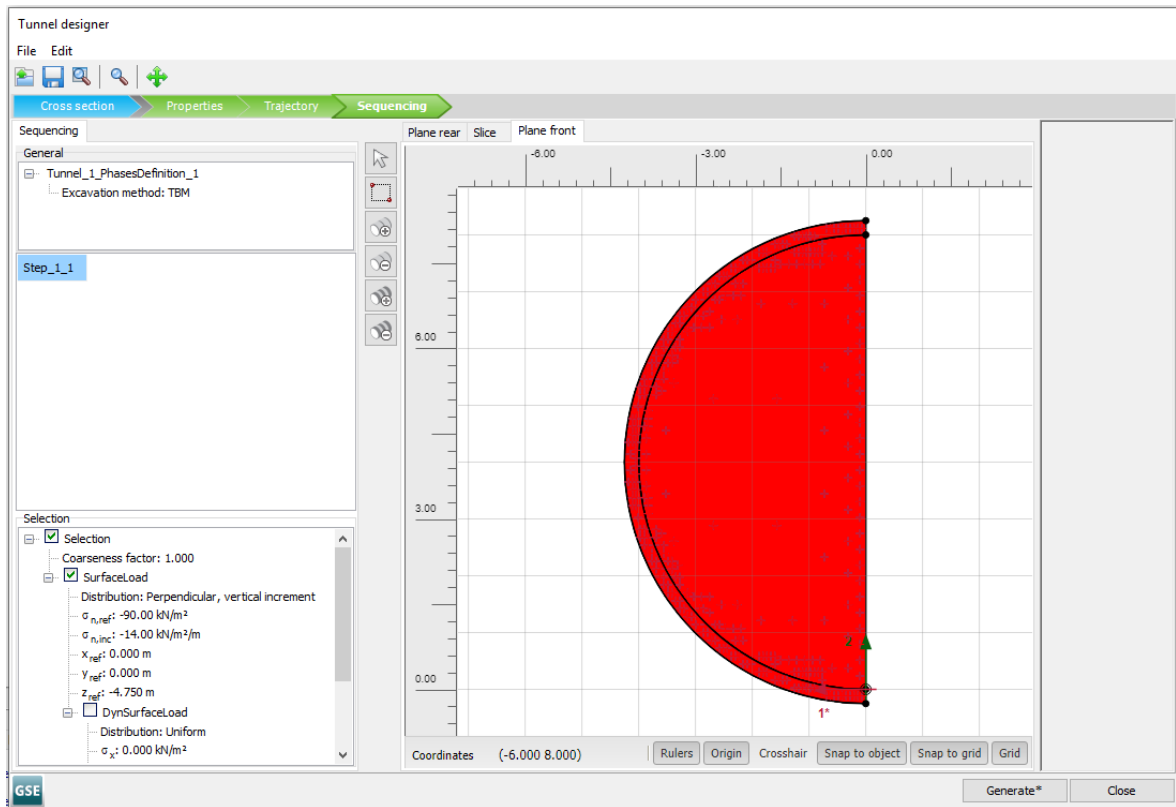 Tunnel designer
File Edit
Cross section Properties Trajectory Sequencing
Sequencing
Plane rear Slice Plane front
General
Tunnel_1_PhasesDefinition_1
Excavation method: TBM
-6.00 -3.00 0.00
Step_1_1
6.00
3.00
0.00
2
1*
Selection
Selection
Coarseness factor: 1.000
SurfaceLoad
Distribution: Perpendicular, vertical increment
σn,ref: -90.00 kN/m²
σn,inc: -14.00 kN/m²/m
xref: 0.000 m
yref: 0.000 m
zref: -4.750 m
DynSurfaceLoad
Distribution: Uniform
σx: 0.000 kN/m²
Coordinates (-6.000 8.000) Rulers Origin Crosshair Snap to object Snap to grid Grid
GSE Generate* Close